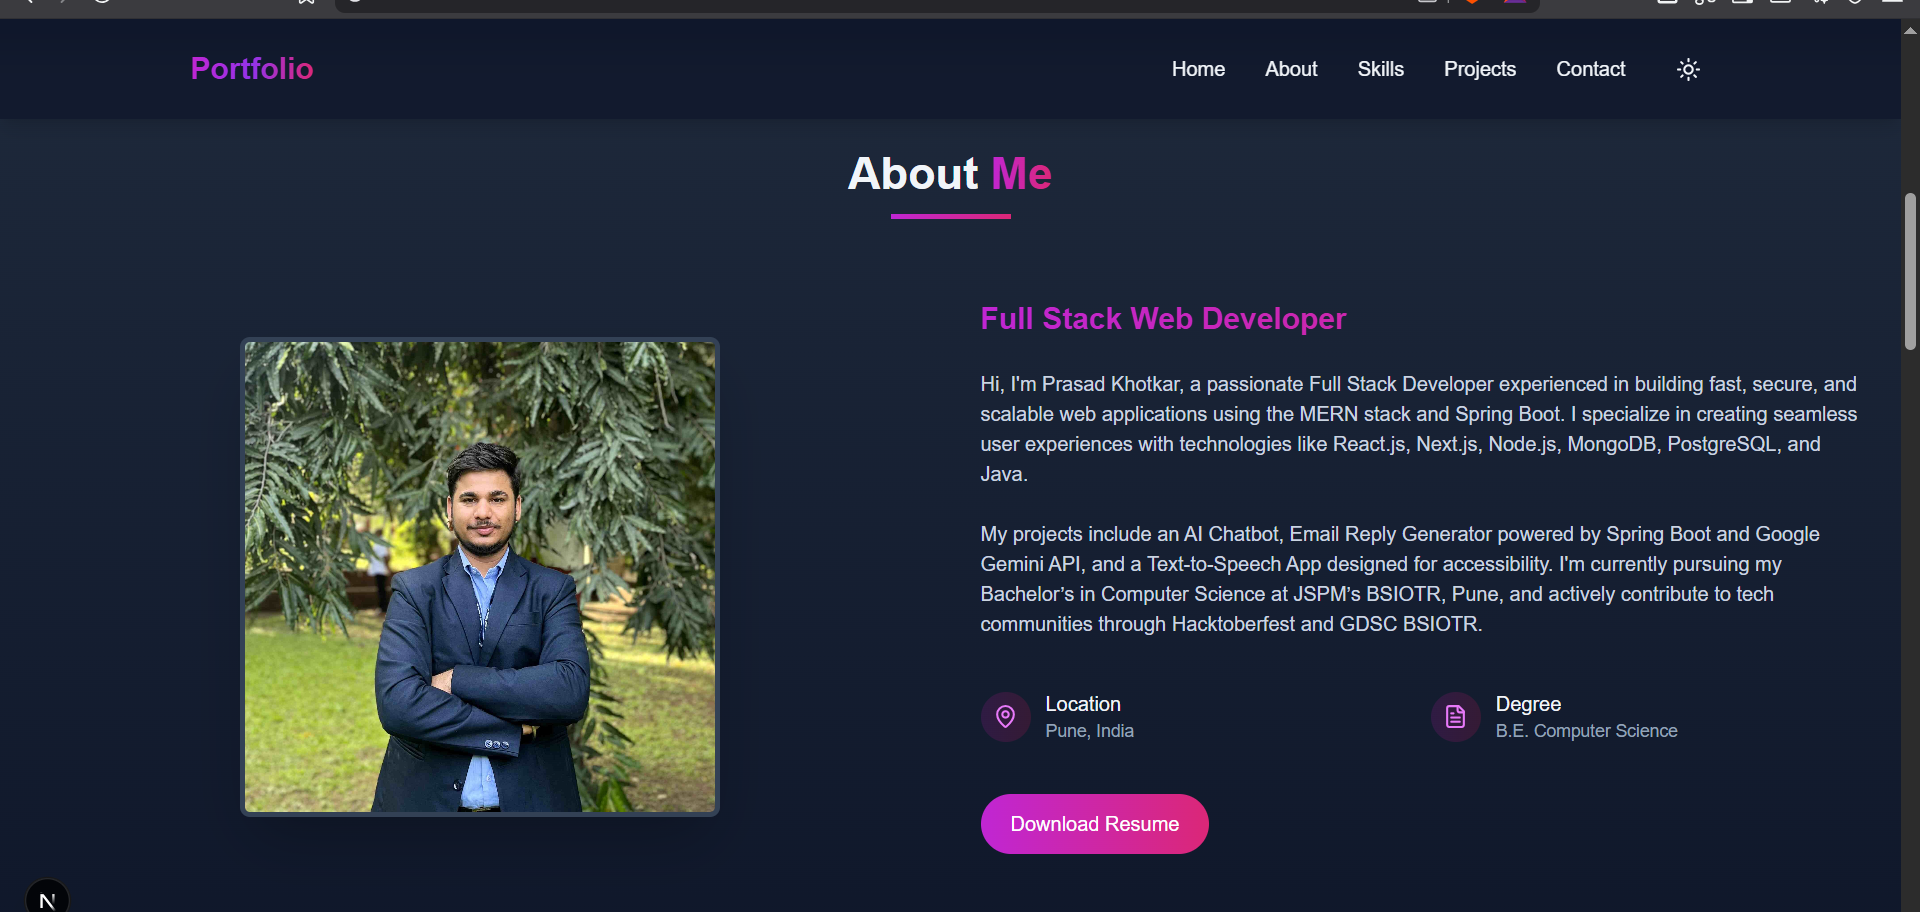 Portfolio
Home About Skills Projects Contact
About Me
Full Stack Web Developer
Hi, I'm Prasad Khotkar, a passionate Full Stack Developer experienced in building fast, secure, and
scalable web applications using the MERN stack and Spring Boot. I specialize in creating seamless
user experiences with technologies like React.js, Next.js, Node.js, MongoDB, PostgreSQL, and
Java.
My projects include an AI Chatbot, Email Reply Generator powered by Spring Boot and Google
Gemini API, and a Text-to-Speech App designed for accessibility. I'm currently pursuing my
Bachelor’s in Computer Science at JSPM’s BSIOTR, Pune, and actively contribute to tech
communities through Hacktoberfest and GDSC BSIOTR.
Location
Pune, India
Degree
B.E. Computer Science
Download Resume
N